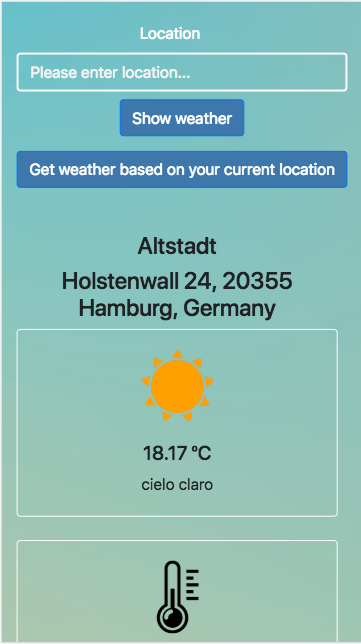 Location
Please enter location...
Show weather
Get weather based on your current location
Altstadt
Holstenwall 24, 20355
Hamburg, Germany
18.17 ºC
cielo claro